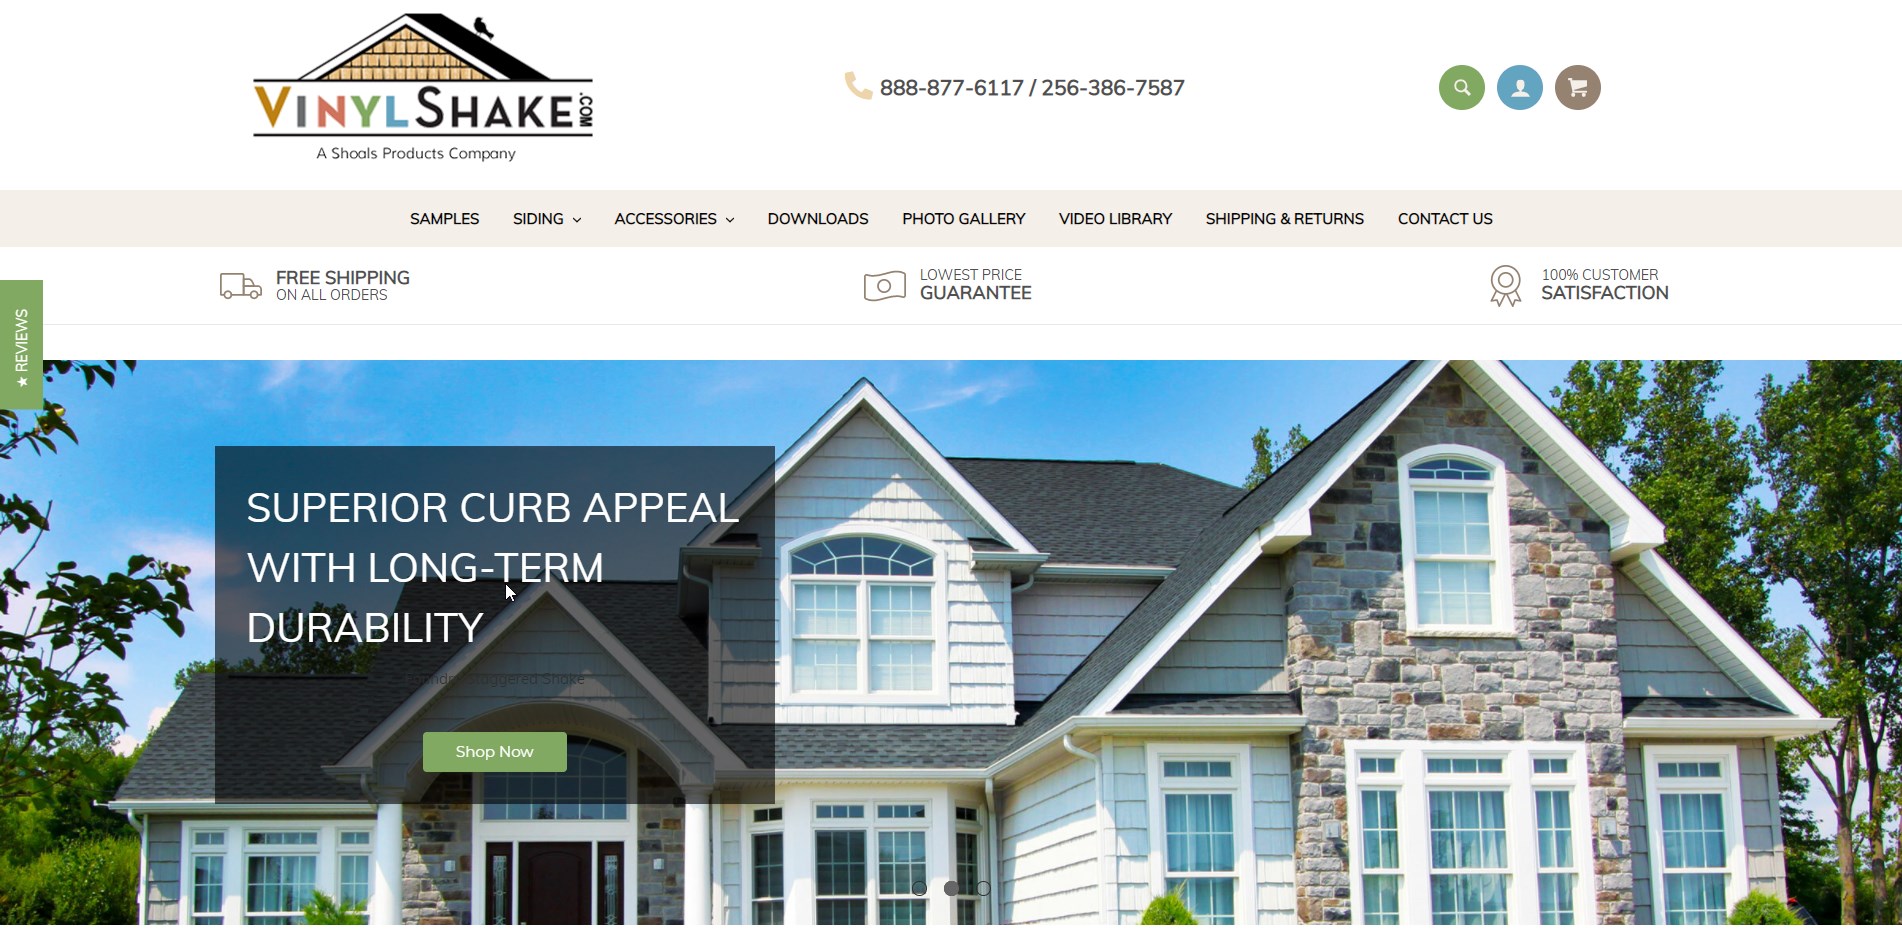 VINYLSHAKE.COM
A Shoals Products Company
888-877-6117 / 256-386-7587
SAMPLES SIDING ACCESSORIES DOWNLOADS PHOTO GALLERY VIDEO LIBRARY SHIPPING & RETURNS CONTACT US
FREE SHIPPING
ON ALL ORDERS
LOWEST PRICE
GUARANTEE
100% CUSTOMER
SATISFACTION
★ REVIEWS
SUPERIOR CURB APPEAL
WITH LONG-TERM
DURABILITY
Shake
Shop Now